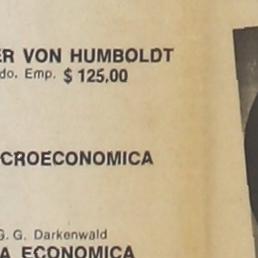 ER VON HUMBOLDT
do. Emp. $ 125.00
CROECONOMICA
G. G. Darkenwald
A ECONOMICA